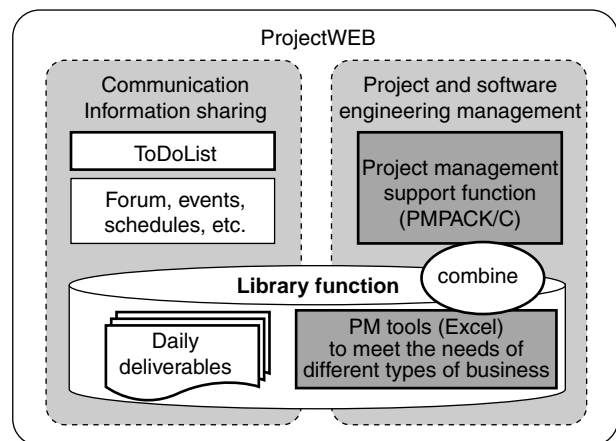 ProjectWEB
Communication
Information sharing
ToDoList
Forum, events,
schedules, etc.
Project and software
engineering management
Project management
support function
(PMPACK/C)
combine
Library function
Daily
deliverables
PM tools (Excel)
to meet the needs of
different types of business